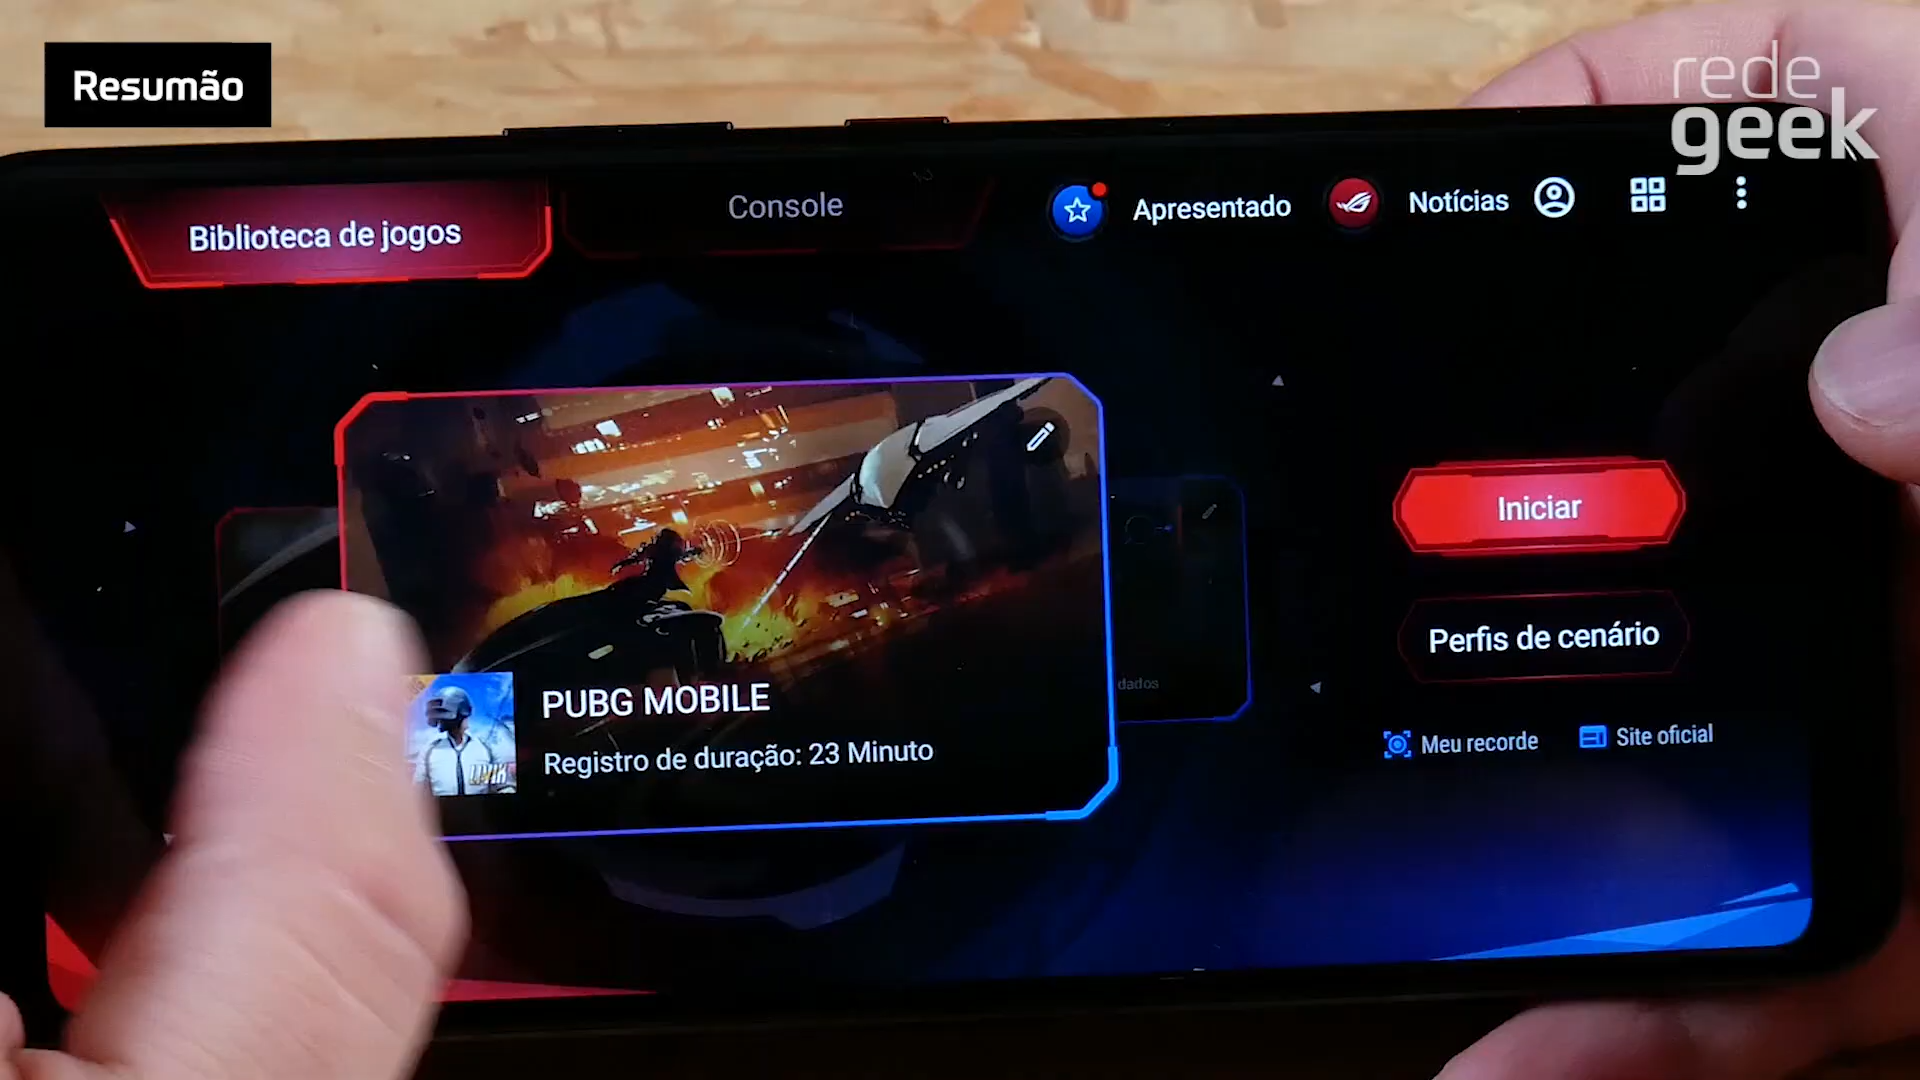 Resumão
rede
geek
Biblioteca de jogos
Console
Apresentado
Notícias
Iniciar
Perfis de cenário
PUBG MOBILE
Registro de duração: 23 Minuto
dados
Meu recorde
Site oficial